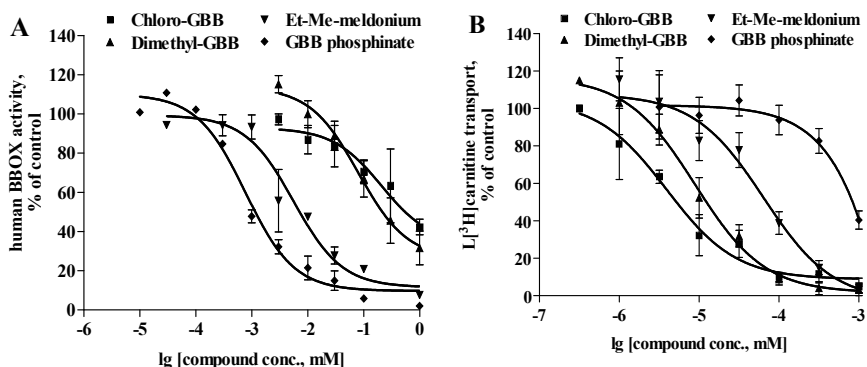 A
Chloro-GBB
Dimethyl-GBB
Et-Me-meldonium
GBB phosphinate
human BBOX activity,
% of control
140
120
100
80
60
40
20
0
-6
-5
-4
-3
-2
-1
0
lg [compound conc., mM]
B
Chloro-GBB
Dimethyl-GBB
Et-Me-meldonium
GBB phosphinate
L[³H]carnitine transport,
% of control
140
120
100
80
60
40
20
0
-7
-6
-5
-4
-3
lg [compound conc., mM]